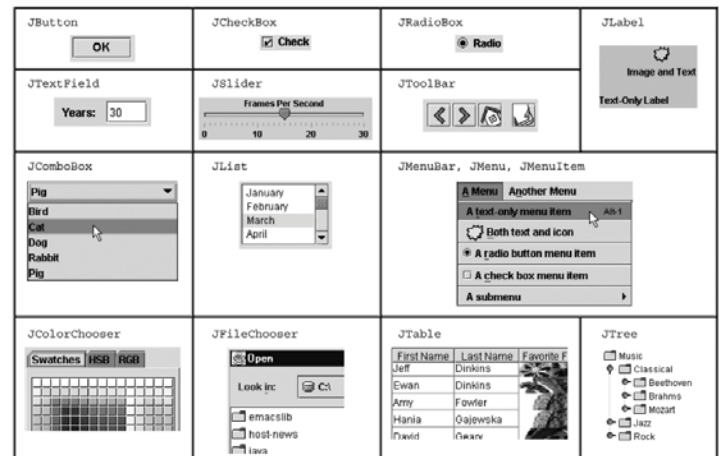 JButton
OK
JCheckBox
Check
JRadioBox
Radio
JLabel
Image and Text
Text-Only Label
JTextField
Years: 30
JSlider
Frames Per Second
0 10 20 30
JToolBar
JComboBox
Pig
Bird
Cat
Dog
Rabbit
Pig
JList
January
February
March
April
JMenuBar, JMenu, JMenuItem
A Menu Another Menu
A text-only menu item Alt-1
Both text and icon
A radio button menu item
A check box menu item
A submenu
JColorChooser
Swatches HSB RGB
JFileChooser
Open
Look in: C:\
emacslib
host-news
java
JTable
First Name Last Name Favorite F
Jeff Dinkins
Ewan Dinkins
Amy Fowler
Hania Gajewska
David Geary
JTree
Music
Classical
Beethoven
Brahms
Mozart
Jazz
Rock